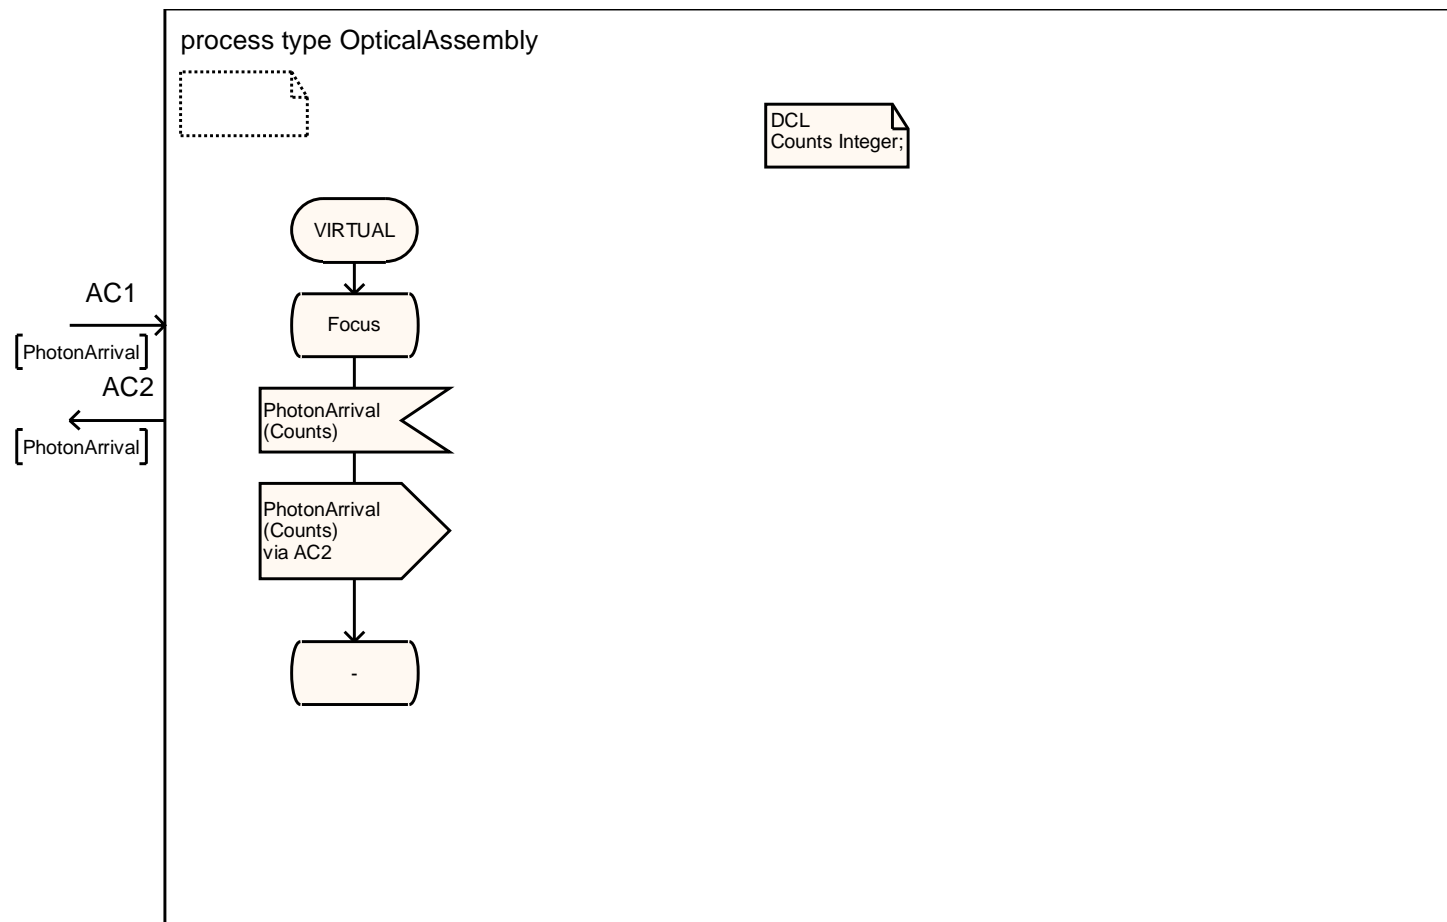 process type OpticalAssembly
DCL
Counts Integer;
VIRTUAL
AC1
Focus
[PhotonArrival]
AC2
PhotonArrival
(Counts)
[PhotonArrival]
PhotonArrival
(Counts)
via AC2
-